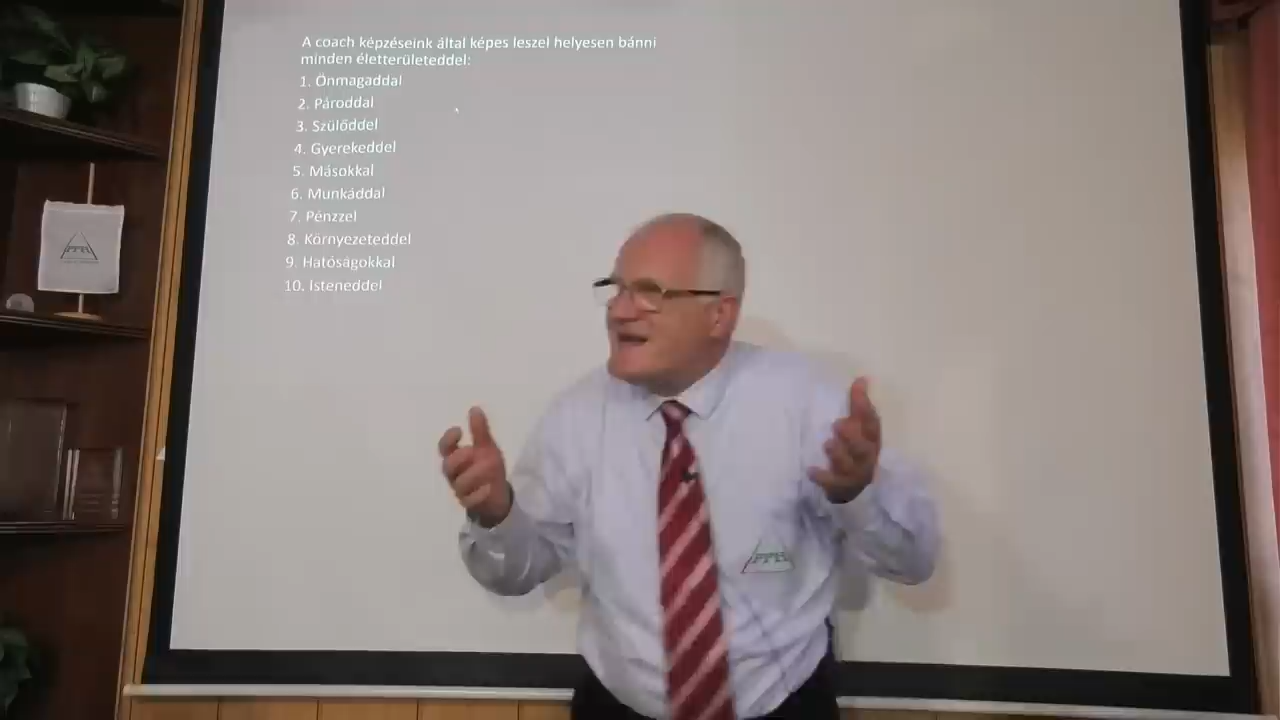 A coach képzéseink által képes leszel helyesen bánni
minden életterületeddel:
1. Önmagaddal
2. Pároddal
3. Szülőddel
4. Gyerekeddel
5. Másokkal
6. Munkáddal
7. Pénzzel
8. Környezeteddel
9. Hatóságokkal
10. Isteneddel